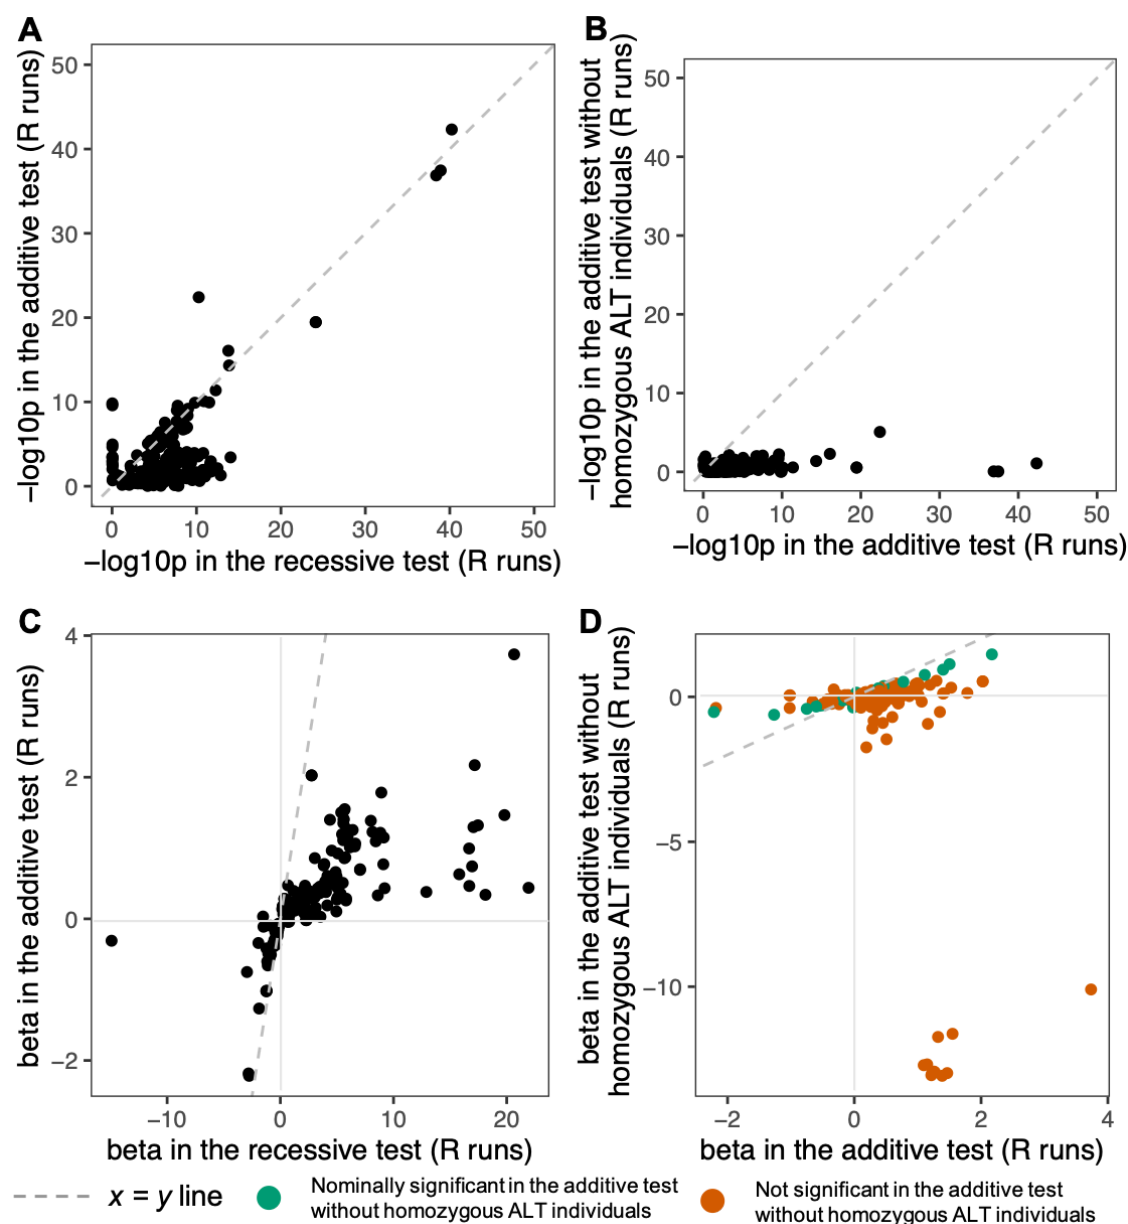 A
−log10p in the additive test (R runs)
50
40
30
20
10
0
0 10 20 30 40 50
−log10p in the recessive test (R runs)
B
−log10p in the additive test without
homozygous ALT individuals (R runs)
50
40
30
20
10
0
0 10 20 30 40 50
−log10p in the additive test (R runs)
C
beta in the additive test (R runs)
4
2
0
−2
−10 0 10 20
beta in the recessive test (R runs)
D
beta in the additive test without
homozygous ALT individuals (R runs)
0
−5
−10
−2 0 2 4
beta in the additive test (R runs)
x = y line
Nominally significant in the additive test
without homozygous ALT individuals
Not significant in the additive test
without homozygous ALT individuals